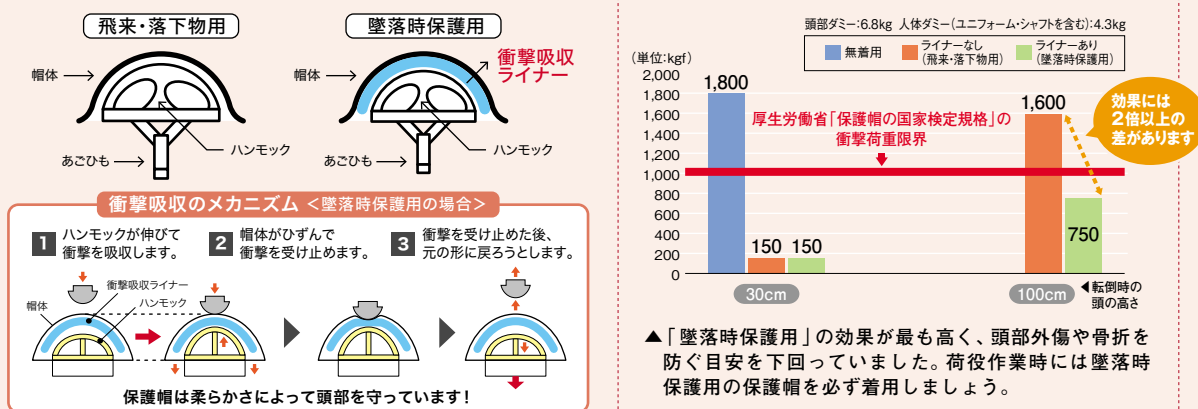 飛来・落下物用
墜落時保護用
帽体
ハンモック
あごひも
帽体
衝撃吸収
ライナー
ハンモック
あごひも
衝撃吸収のメカニズム <墜落時保護用の場合>
1 ハンモックが伸びて
衝撃を吸収します。
2 帽体がひずんで
衝撃を受け止めます。
3 衝撃を受け止めた後、
元の形に戻ろうとします。
帽体
衝撃吸収ライナー
ハンモック
保護帽は柔らかさによって頭部を守っています!
頭部ダミー:6.8kg 人体ダミー(ユニフォーム・シャフトを含む):4.3kg
無着用
ライナーなし
(飛来・落下物用)
ライナーあり
(墜落時保護用)
(単位:kgf)
2,000
1,800
1,600
1,400
1,200
1,000
800
600
400
200
0
1,800
150
150
1,600
750
厚生労働省「保護帽の国家検定規格」の
衝撃荷重限界
効果には
2倍以上の
差があります
30cm
100cm
◀転倒時の
頭の高さ
▲「墜落時保護用」の効果が最も高く、頭部外傷や骨折を
防ぐ目安を下回っていました。荷役作業時には墜落時
保護用の保護帽を必ず着用しましょう。